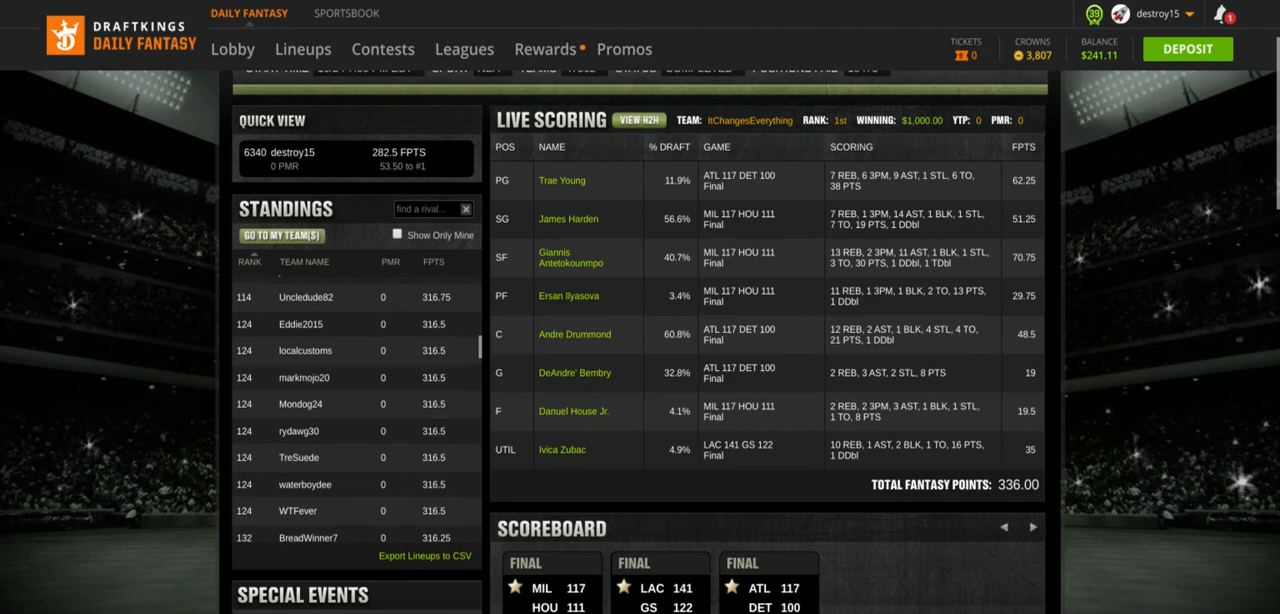 DAILY FANTASY SPORTSBOOK
DRAFTKINGS
DAILY FANTASY
Lobby Lineups Contests Leagues Rewards Promos
39 destroy15 1
TICKETS CROWNS BALANCE
0 3,807 $241.11
DEPOSIT
QUICK VIEW
6340 destroy15 282.5 FPTS
0 PMR 53.50 to #1
STANDINGS find a rival...
GO TO MY TEAM(S) Show Only Mine
RANK TEAM NAME PMR FPTS
114 Uncledude82 0 316.75
124 Eddie2015 0 316.5
124 localcustoms 0 316.5
124 markmojo20 0 316.5
124 Mondog24 0 316.5
124 rydawg30 0 316.5
124 TreSuede 0 316.5
124 waterboydee 0 316.5
124 WTFever 0 316.5
132 BreadWinner7 0 316.25
Export Lineups to CSV
SPECIAL EVENTS
LIVE SCORING VIEW H2H TEAM: ItChangesEverything RANK: 1st WINNING: $1,000.00 YTP: 0 PMR: 0
POS NAME % DRAFT GAME SCORING FPTS
PG Trae Young 11.9% ATL 117 DET 100 Final 7 REB, 6 3PM, 9 AST, 1 STL, 6 TO, 38 PTS 62.25
SG James Harden 56.6% MIL 117 HOU 111 Final 7 REB, 1 3PM, 14 AST, 1 BLK, 1 STL, 7 TO, 19 PTS, 1 DDbl 51.25
SF Giannis Antetokounmpo 40.7% MIL 117 HOU 111 Final 13 REB, 2 3PM, 11 AST, 1 BLK, 1 STL, 3 TO, 30 PTS, 1 DDbl, 1 TDbl 70.75
PF Ersan Ilyasova 3.4% MIL 117 HOU 111 Final 11 REB, 1 3PM, 1 BLK, 2 TO, 13 PTS, 1 DDbl 29.75
C Andre Drummond 60.8% ATL 117 DET 100 Final 12 REB, 2 AST, 1 BLK, 4 STL, 4 TO, 21 PTS, 1 DDbl 48.5
G DeAndre' Bembry 32.8% ATL 117 DET 100 Final 2 REB, 3 AST, 2 STL, 8 PTS 19
F Danuel House Jr. 4.1% MIL 117 HOU 111 Final 2 REB, 2 3PM, 3 AST, 1 BLK, 1 STL, 1 TO, 8 PTS 19.5
UTIL Ivica Zubac 4.9% LAC 141 GS 122 Final 10 REB, 1 AST, 2 BLK, 1 TO, 16 PTS, 1 DDbl 35
TOTAL FANTASY POINTS: 336.00
SCOREBOARD
FINAL FINAL FINAL
MIL 117 LAC 141 ATL 117
HOU 111 GS 122 DET 100